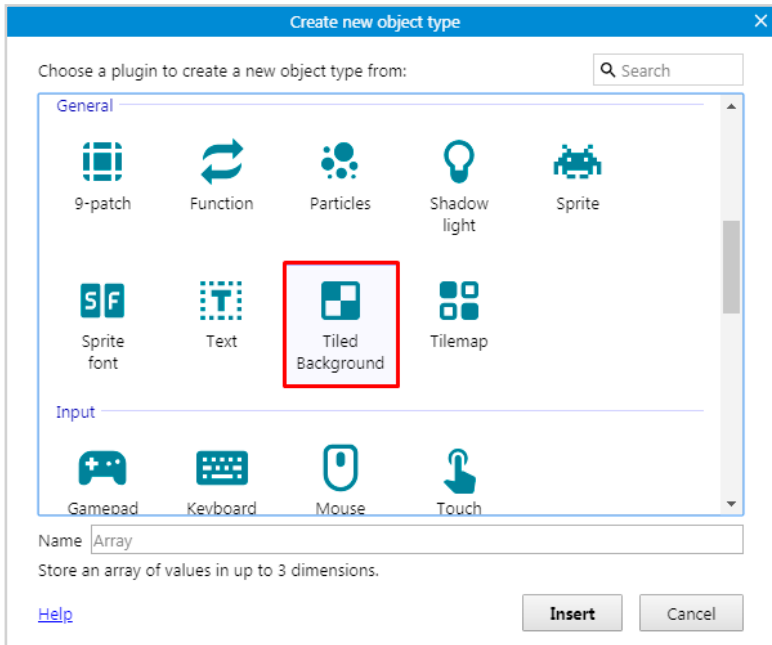 Create new object type
Choose a plugin to create a new object type from:
Search
General
9-patch
Function
Particles
Shadow
light
Sprite
Sprite
font
Text
Tiled
Background
Tilemap
Input
Gamepad
Keyboard
Mouse
Touch
Name
Array
Store an array of values in up to 3 dimensions.
Help
Insert
Cancel